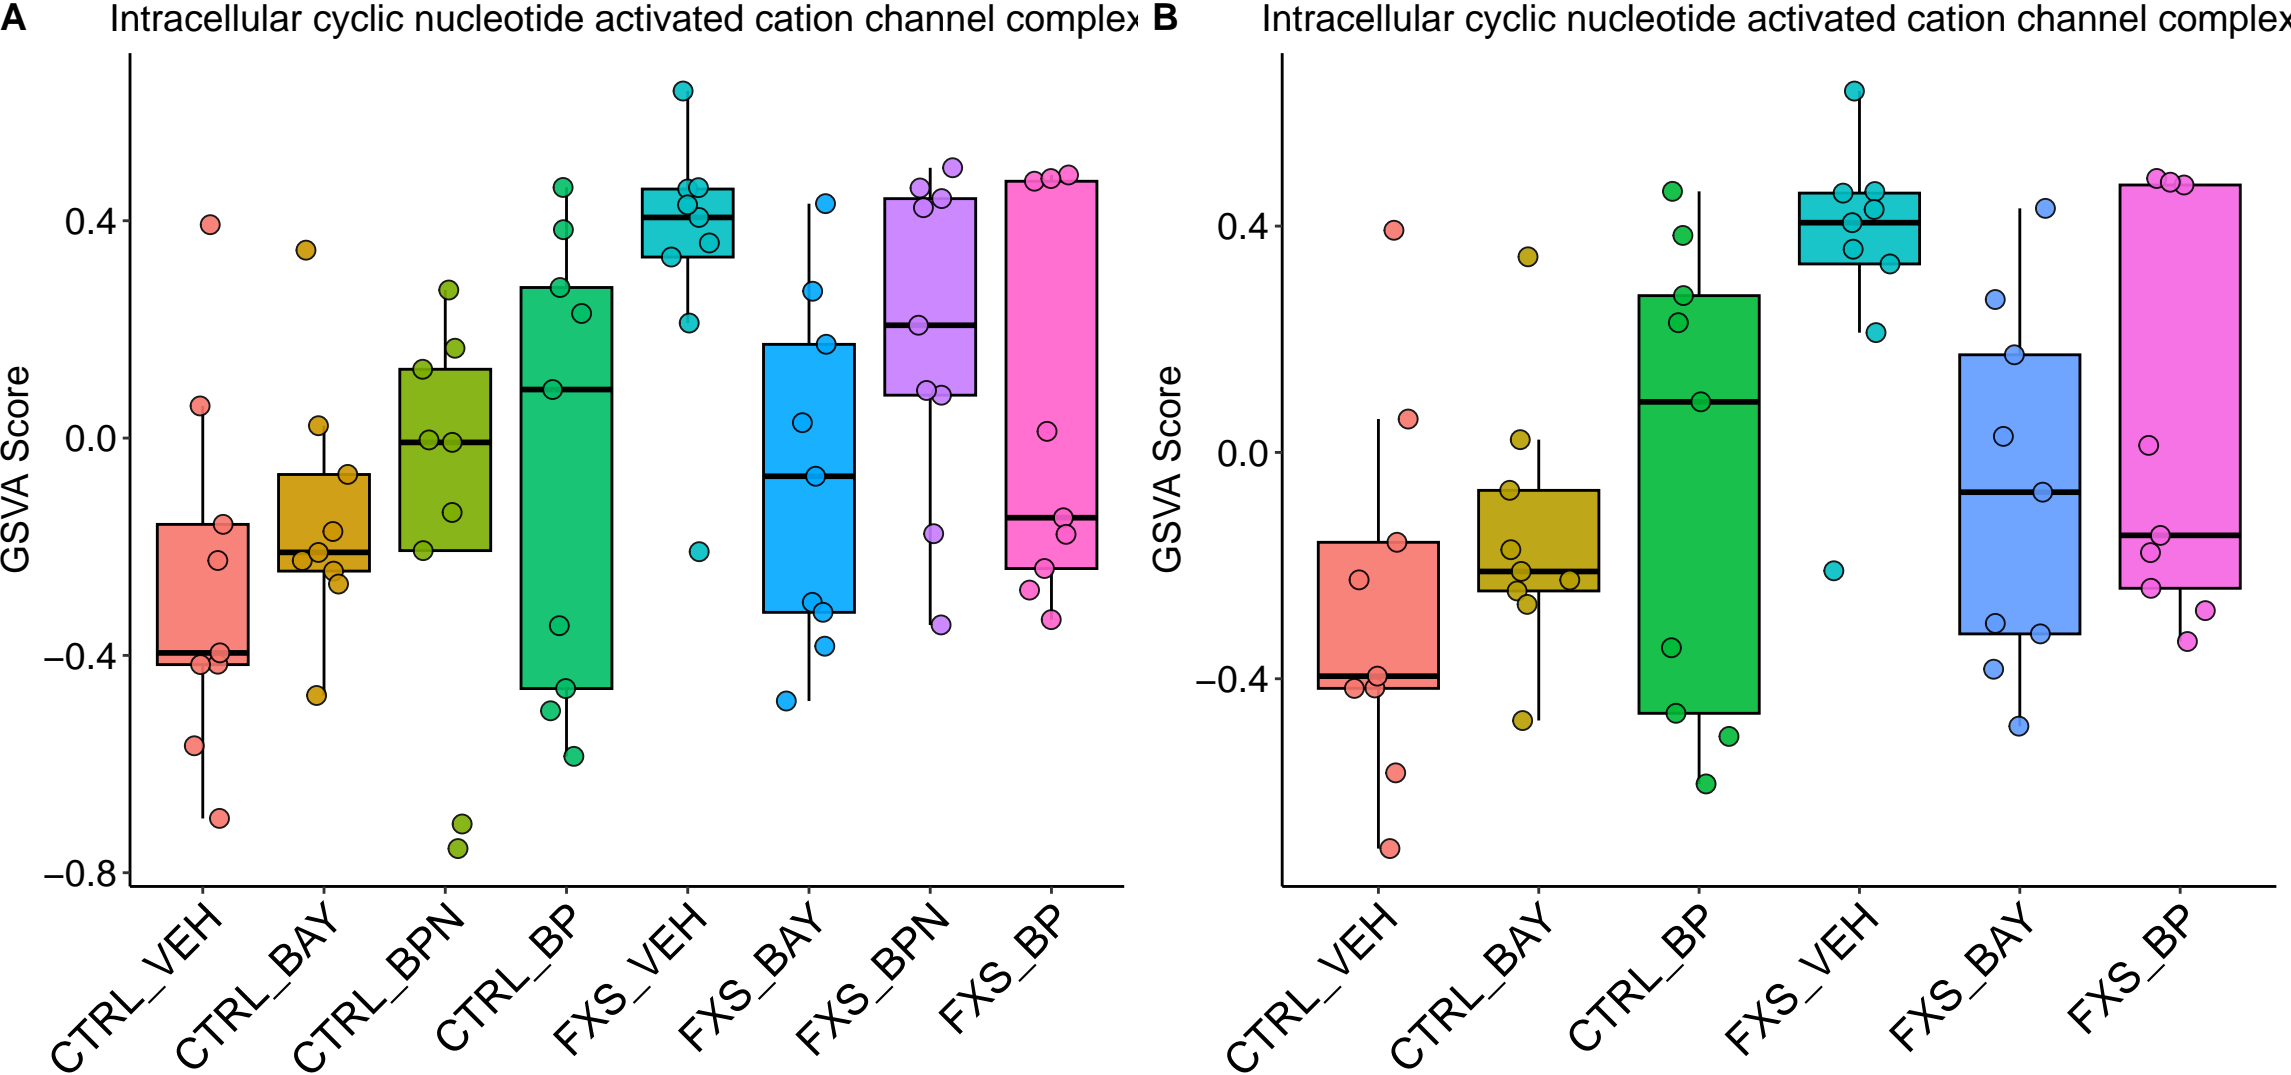 A Intracellular cyclic nucleotide activated cation channel complex
GSVA Score
0.4
0.0
−0.4
−0.8
CTRL_VEH
CTRL_BAY
CTRL_BPN
CTRL_BP
FXS_VEH
FXS_BAY
FXS_BPN
FXS_BP
B Intracellular cyclic nucleotide activated cation channel complex
GSVA Score
0.4
0.0
−0.4
CTRL_VEH
CTRL_BAY
CTRL_BP
FXS_VEH
FXS_BAY
FXS_BP